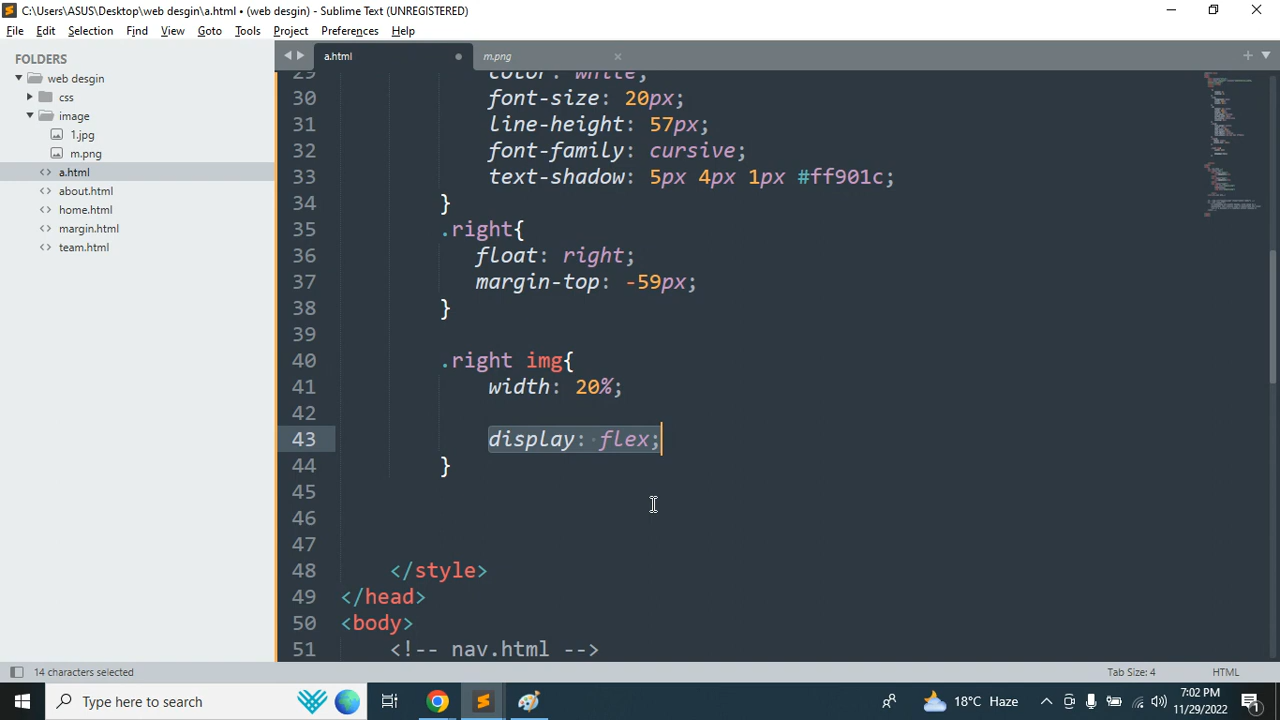 C:\Users\ASUS\Desktop\web desgin\a.html • (web desgin) - Sublime Text (UNREGISTERED)
File Edit Selection Find View Goto Tools Project Preferences Help
FOLDERS
web desgin
css
image
1.jpg
m.png
a.html
about.html
home.html
margin.html
team.html
a.html
m.png
29 color: white;
30 font-size: 20px;
31 line-height: 57px;
32 font-family: cursive;
33 text-shadow: 5px 4px 1px #ff901c;
34 }
35 .right{
36 float: right;
37 margin-top: -59px;
38 }
39
40 .right img{
41 width: 20%;
42
43 display: flex;
44 }
45
46
47
48 </style>
49 </head>
50 <body>
51 <!-- nav.html -->
14 characters selected
Tab Size: 4
HTML
Type here to search
18°C Haze
7:02 PM
11/29/2022
1